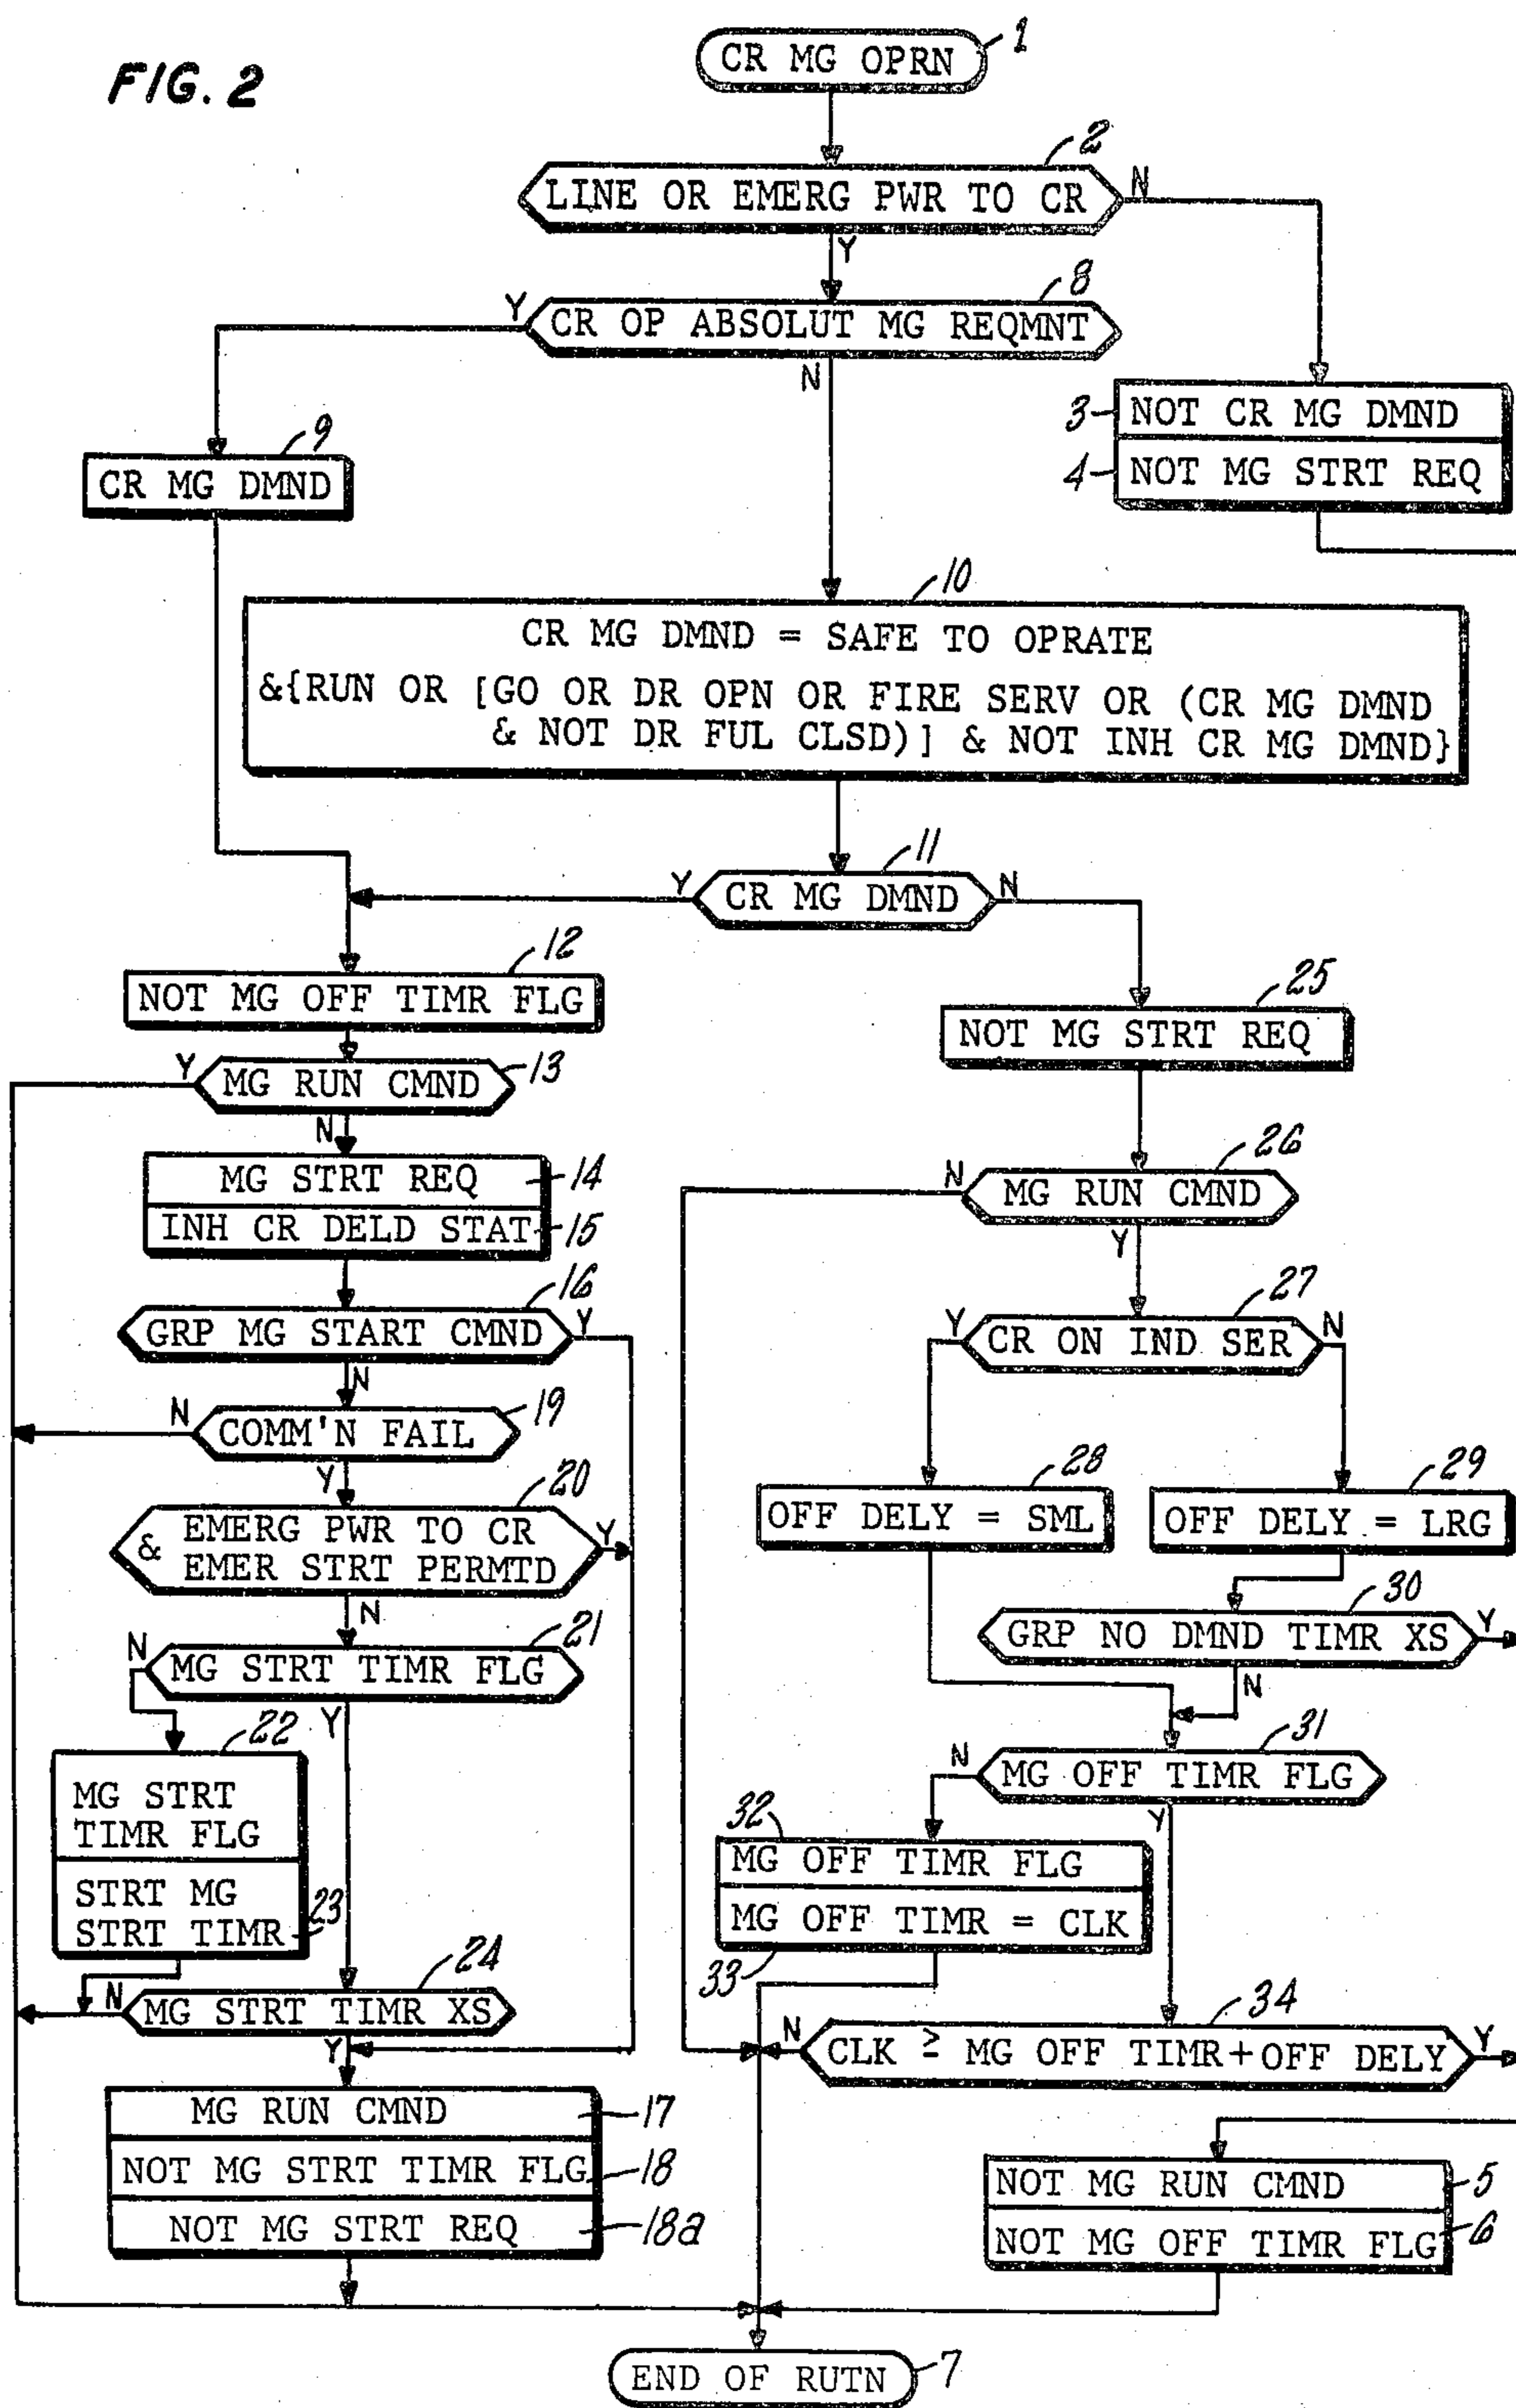 FIG. 2
CR MG OPRN
1
2
LINE OR EMERG PWR TO CR
N
Y
8
Y
CR OP ABSOLUT MG REQMNT
N
3
NOT CR MG DMND
4
NOT MG STRT REQ
9
CR MG DMND
10
CR MG DMND = SAFE TO OPRATE
&{RUN OR [GO OR DR OPN OR FIRE SERV OR (CR MG DMND
& NOT DR FUL CLSD)] & NOT INH CR MG DMND}
11
Y
CR MG DMND
N
12
NOT MG OFF TIMR FLG
Y
MG RUN CMND
13
N
MG STRT REQ
14
INH CR DELD STAT
15
16
GRP MG START CMND
Y
N
N
COMM'N FAIL
19
Y
20
EMERG PWR TO CR
& EMER STRT PERMTD
Y
N
21
N
MG STRT TIMR FLG
Y
22
MG STRT
TIMR FLG
STRT MG
STRT TIMR
23
24
N
MG STRT TIMR XS
Y
MG RUN CMND
17
NOT MG STRT TIMR FLG
18
NOT MG STRT REQ
18a
25
NOT MG STRT REQ
26
N
MG RUN CMND
Y
27
Y
CR ON IND SER
N
28
OFF DELY = SML
29
OFF DELY = LRG
30
GRP NO DMND TIMR XS
Y
N
31
N
MG OFF TIMR FLG
Y
32
MG OFF TIMR FLG
MG OFF TIMR = CLK
33
34
N
CLK ≥ MG OFF TIMR+OFF DELY
Y
NOT MG RUN CMND
5
NOT MG OFF TIMR FLG
6
END OF RUTN
7